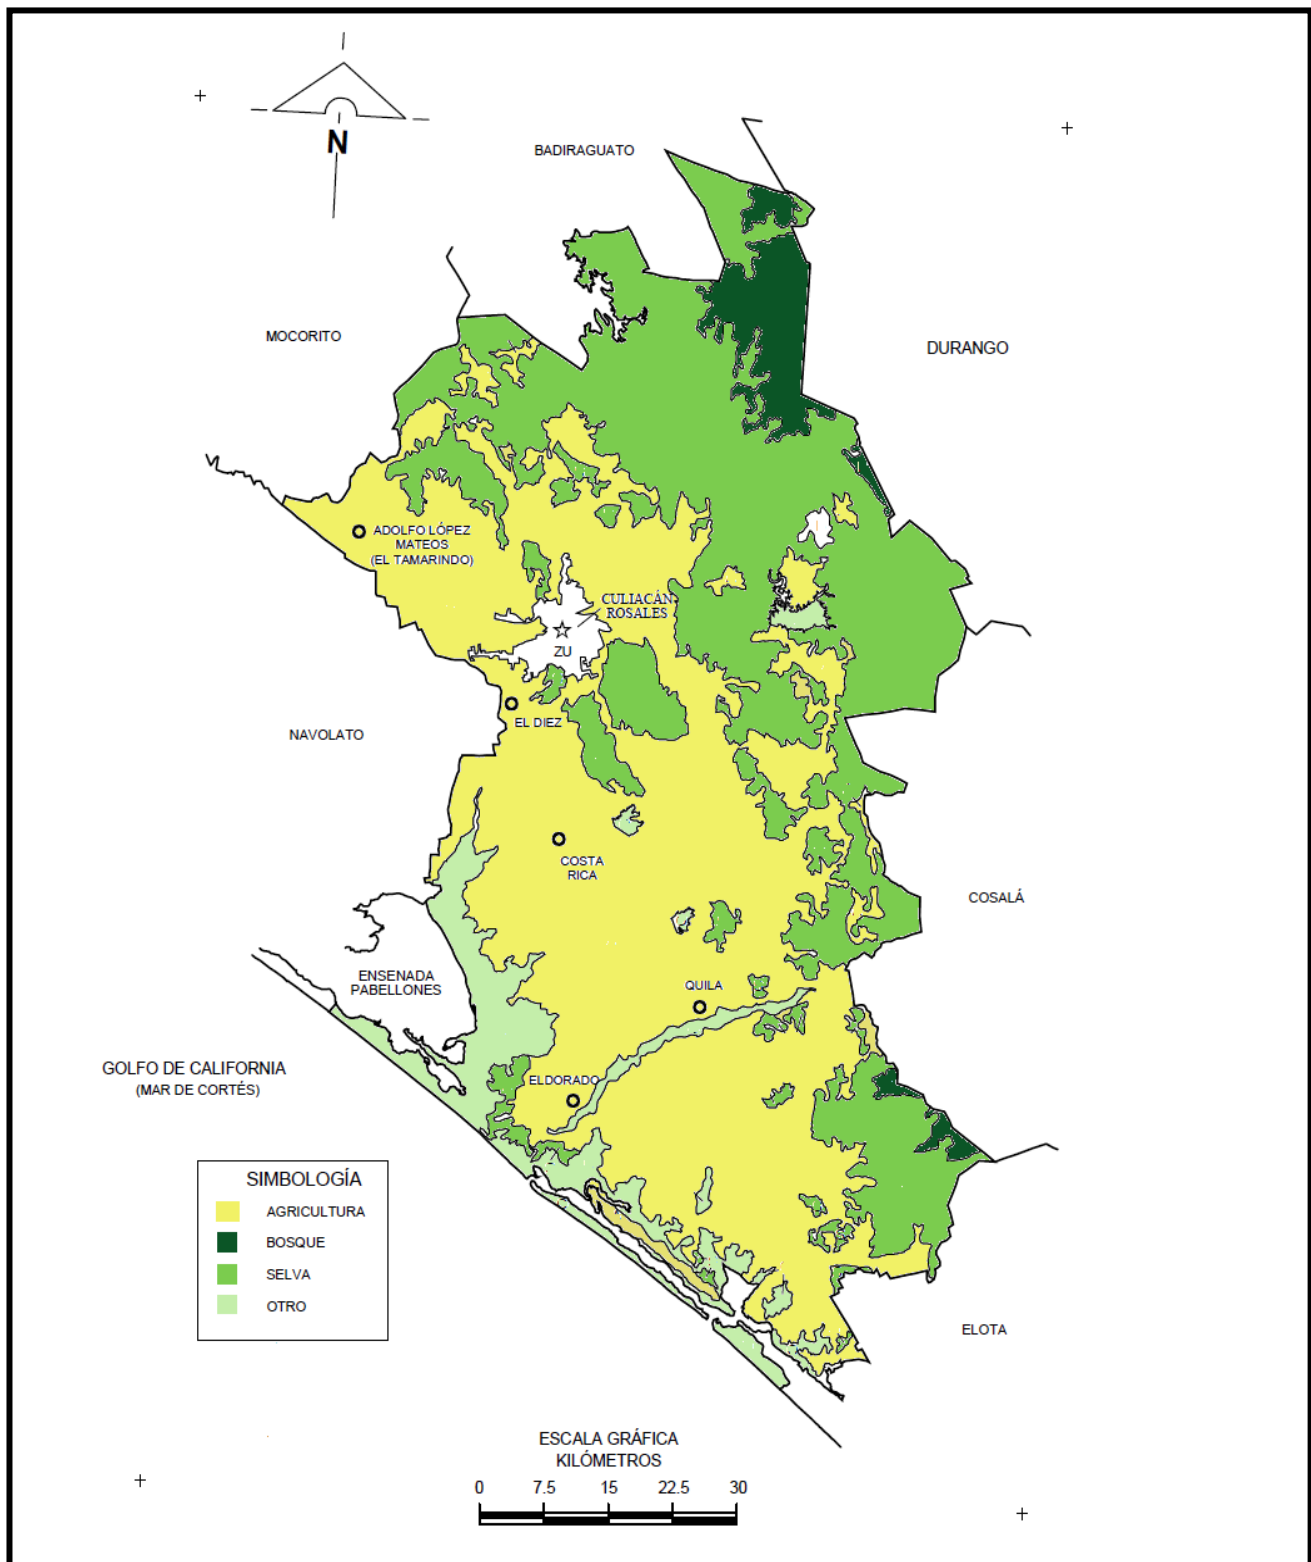 N
BADIRAGUATO
MOCORITO
DURANGO
ADOLFO LÓPEZ
MATEOS
(EL TAMARINDO)
CULIACÁN
ROSALES
ZU
EL DIEZ
NAVOLATO
COSTA
RICA
COSALÁ
ENSENADA
PABELLONES
QUILA
GOLFO DE CALIFORNIA
(MAR DE CORTÉS)
ELDORADO
SIMBOLOGÍA
AGRICULTURA
BOSQUE
SELVA
OTRO
ELOTA
ESCALA GRÁFICA
KILÓMETROS
0 7.5 15 22.5 30